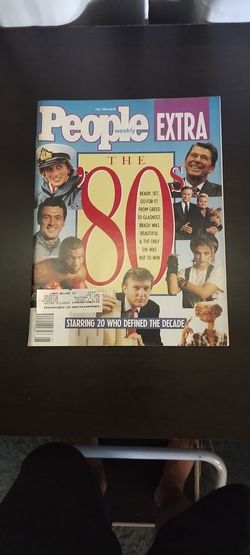 People
weekly
EXTRA
THE
'80s
READY, SET,
GO FOR IT!
FROM GREED
TO GLASNOST,
BRASH WAS
BEAUTIFUL
& THE ONLY
SIN WAS
NOT TO WIN
STARRING 20 WHO DEFINED THE DECADE